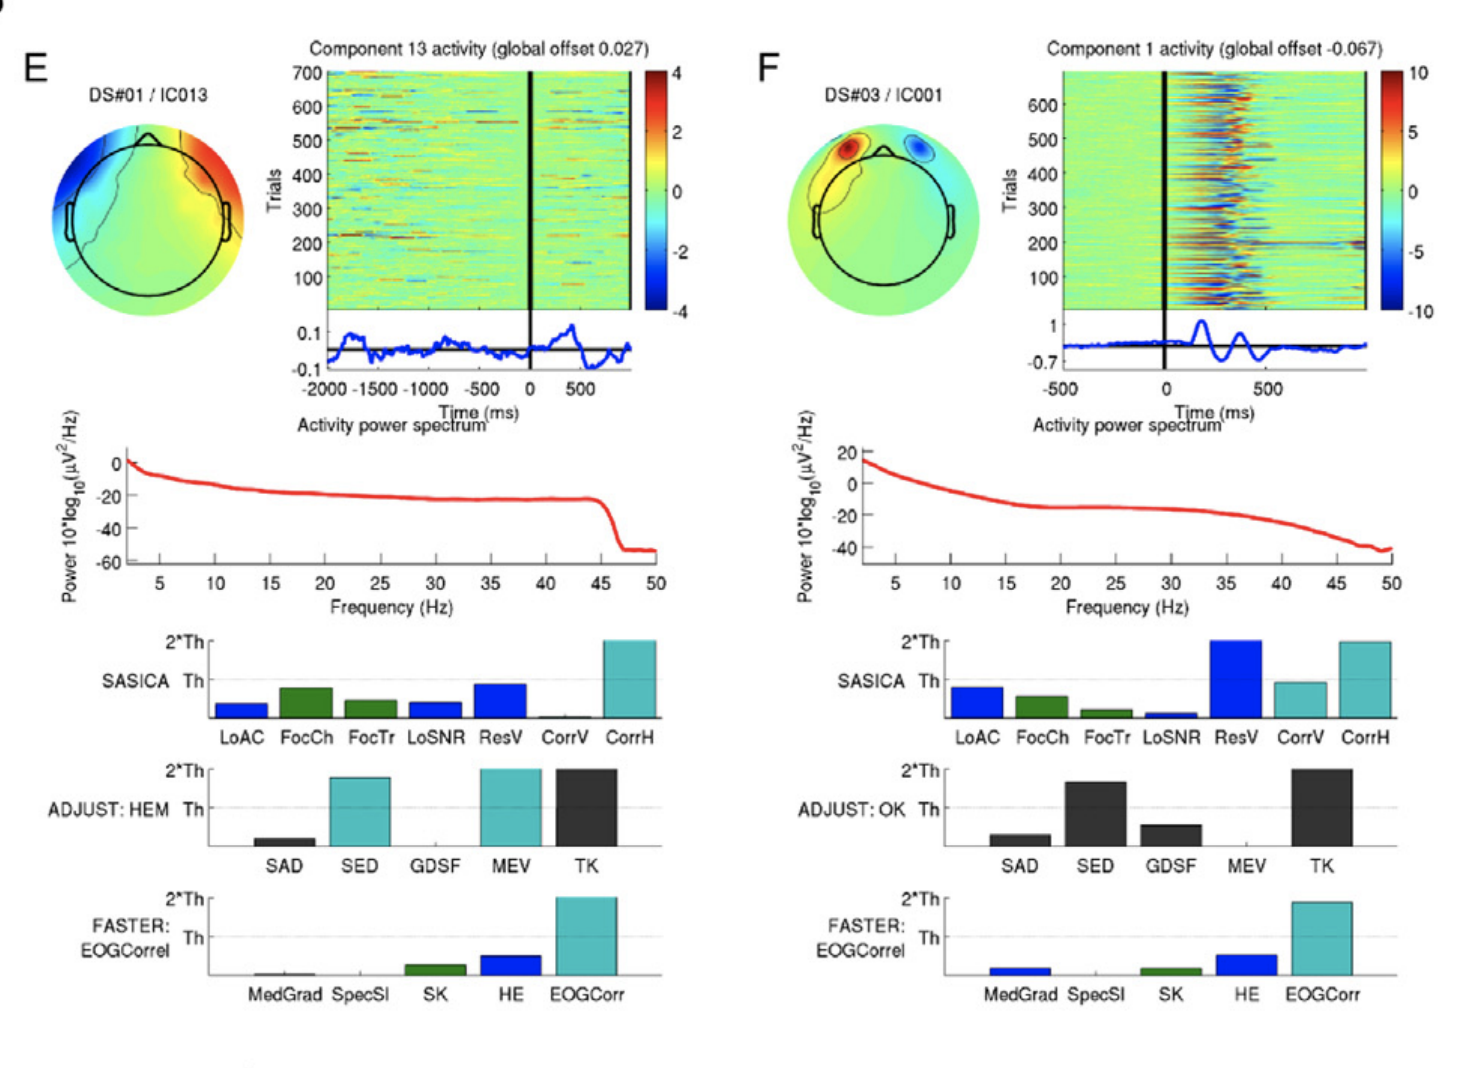 E
Component 13 activity (global offset 0.027)
DS#01 / IC013
Trials
700
600
500
400
300
200
100
4
2
0
-2
-4
0.1
-0.1
-2000 -1500 -1000 -500 0 500
Time (ms)
Activity power spectrum
Power 10*log10(μV2/Hz)
0
-20
-40
-60
5 10 15 20 25 30 35 40 45 50
Frequency (Hz)
SASICA
2*Th
Th
LoAC FocCh FocTr LoSNR ResV CorrV CorrH
ADJUST: HEM
2*Th
Th
SAD SED GDSF MEV TK
FASTER:
EOGCorrel
2*Th
Th
MedGrad SpecSl SK HE EOGCorr
F
Component 1 activity (global offset -0.067)
DS#03 / IC001
Trials
600
500
400
300
200
100
10
5
0
-5
-10
1
-0.7
-500 0 500
Time (ms)
Activity power spectrum
Power 10*log10(μV2/Hz)
20
0
-20
-40
5 10 15 20 25 30 35 40 45 50
Frequency (Hz)
SASICA
2*Th
Th
LoAC FocCh FocTr LoSNR ResV CorrV CorrH
ADJUST: OK
2*Th
Th
SAD SED GDSF MEV TK
FASTER:
EOGCorrel
2*Th
Th
MedGrad SpecSl SK HE EOGCorr